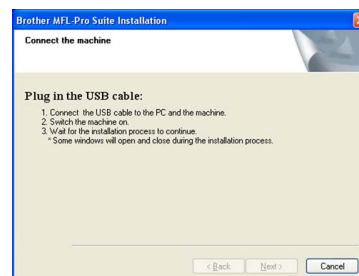 Brother MFL-Pro Suite Installation
Connect the machine
Plug in the USB cable:
1. Connect the USB cable to the PC and the machine.
2. Switch the machine on.
3. Wait for the installation process to continue.
* Some windows will open and close during the installation process.
< Back
Next >
Cancel